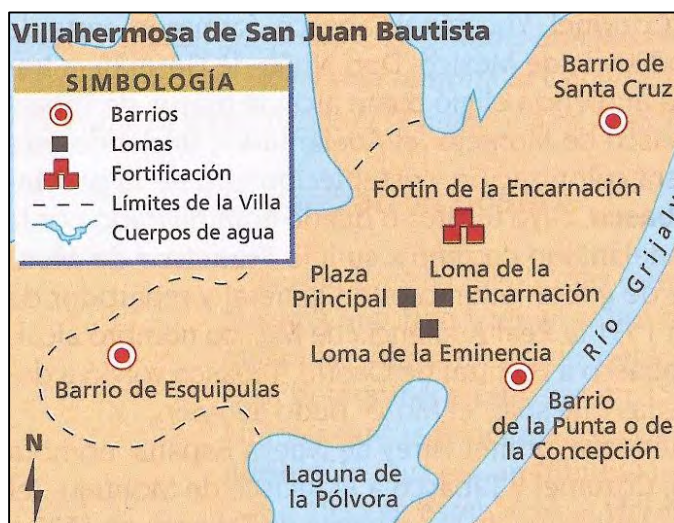 Villahermosa de San Juan Bautista
SIMBOLOGÍA
Barrios
Lomas
Fortificación
Límites de la Villa
Cuerpos de agua
Barrio de
Santa Cruz
Fortín de la Encarnación
Plaza
Principal
Loma de la
Encarnación
Loma de la Eminencia
Río Grijalva
Barrio de Esquipulas
Barrio
de la Punta o de
la Concepción
Laguna de
la Pólvora
N